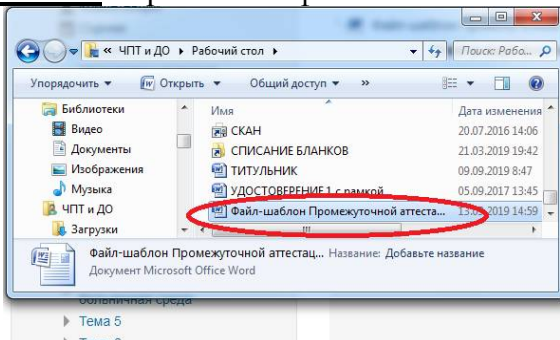 « ЧПТ и ДО ▸ Рабочий стол ▸
Поиск: Рабо...
Упорядочить ▼ Открыть ▼ Общий доступ ▼ »
Библиотеки
Видео
Документы
Изображения
Музыка
ЧПТ и ДО
Загрузки
Имя Дата изменения
СКАН 20.07.2016 14:06
СПИСАНИЕ БЛАНКОВ 21.03.2019 19:42
ТИТУЛЬНИК 09.09.2019 8:47
УДОСТОВЕРЕНИЕ 1 с рамкой 05.09.2017 13:45
Файл-шаблон Промежуточной аттеста... 2019 14:59
Файл-шаблон Промежуточной аттестац... Название: Добавьте название
Документ Microsoft Office Word
больничная среда
Тема 5